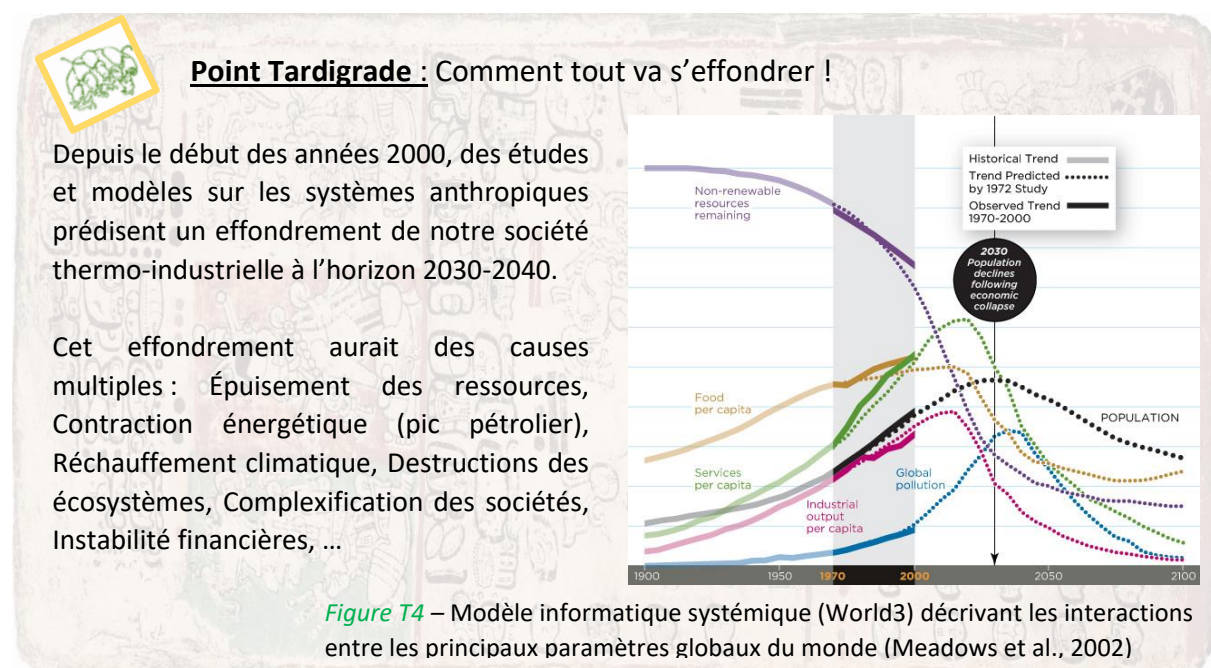 Point Tardigrade : Comment tout va s’effondrer !
Depuis le début des années 2000, des études
et modèles sur les systèmes anthropiques
prédisent un effondrement de notre société
thermo-industrielle à l’horizon 2030-2040.
Cet effondrement aurait des causes
multiples : Épuisement des ressources,
Contraction énergétique (pic pétrolier),
Réchauffement climatique, Destructions des
écosystèmes, Complexification des sociétés,
Instabilité financières, …
Historical Trend
Trend Predicted
by 1972 Study
Observed Trend
1970-2000
Non-renewable
resources
remaining
2030
Population
declines
following
economic
collapse
Food
per capita
POPULATION
Services
per capita
Global
pollution
Industrial
output
per capita
1900
1950
1970
2000
2050
2100
Figure T4 – Modèle informatique systémique (World3) décrivant les interactions
entre les principaux paramètres globaux du monde (Meadows et al., 2002)